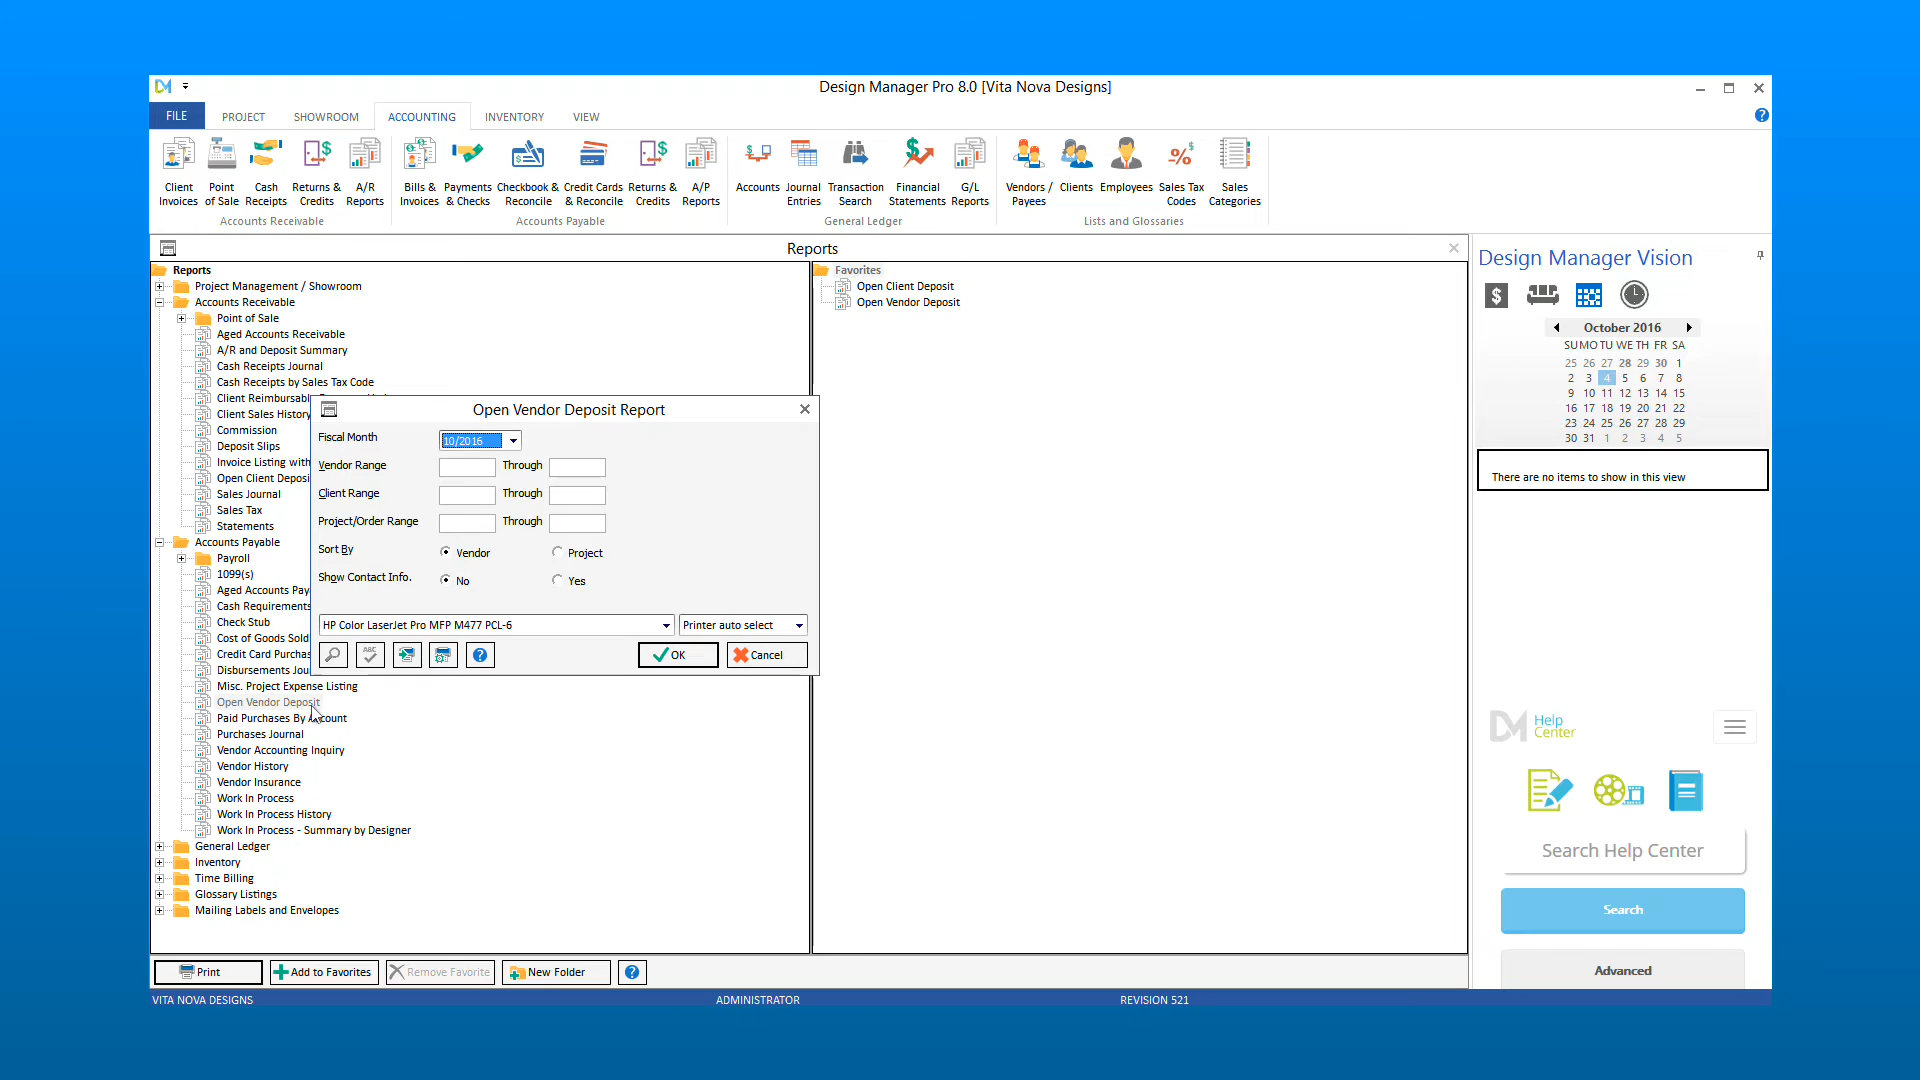 Design Manager Pro 8.0 [Vita Nova Designs]
FILE PROJECT SHOWROOM ACCOUNTING INVENTORY VIEW
Client Invoices
Point of Sale
Cash Receipts
Returns & Credits
A/R Reports
Accounts Receivable
Bills & Invoices
Payments & Checks
Checkbook & Reconcile
Credit Cards & Reconcile
Returns & Credits
A/P Reports
Accounts Payable
Accounts
Journal Entries
Transaction Search
Financial Statements
G/L Reports
General Ledger
Vendors / Payees
Clients
Employees
Sales Tax Codes
Sales Categories
Lists and Glossaries
Reports
Reports
Project Management / Showroom
Accounts Receivable
Point of Sale
Aged Accounts Receivable
A/R and Deposit Summary
Cash Receipts Journal
Cash Receipts by Sales Tax Code
Client Reimbursabl
Client Sales History
Commission
Deposit Slips
Invoice Listing with
Open Client Deposi
Sales Journal
Sales Tax
Statements
Accounts Payable
Payroll
1099(s)
Aged Accounts Pay
Cash Requirements
Check Stub
Cost of Goods Sold
Credit Card Purchas
Disbursements Jou
Misc. Project Expense Listing
Open Vendor Deposit
Paid Purchases By Account
Purchases Journal
Vendor Accounting Inquiry
Vendor History
Vendor Insurance
Work In Process
Work In Process History
Work In Process - Summary by Designer
General Ledger
Inventory
Time Billing
Glossary Listings
Mailing Labels and Envelopes
Open Vendor Deposit Report
Fiscal Month 10/2016
Vendor Range Through
Client Range Through
Project/Order Range Through
Sort By Vendor Project
Show Contact Info. No Yes
HP Color LaserJet Pro MFP M477 PCL-6 Printer auto select
ABC
OK Cancel
Favorites
Open Client Deposit
Open Vendor Deposit
Design Manager Vision
October 2016
SU MO TU WE TH FR SA
25 26 27 28 29 30 1
2 3 4 5 6 7 8
9 10 11 12 13 14 15
16 17 18 19 20 21 22
23 24 25 26 27 28 29
30 31 1 2 3 4 5
There are no items to show in this view
DM Help Center
Search Help Center
Search
Advanced
Print Add to Favorites Remove Favorite New Folder
VITA NOVA DESIGNS ADMINISTRATOR REVISION 521